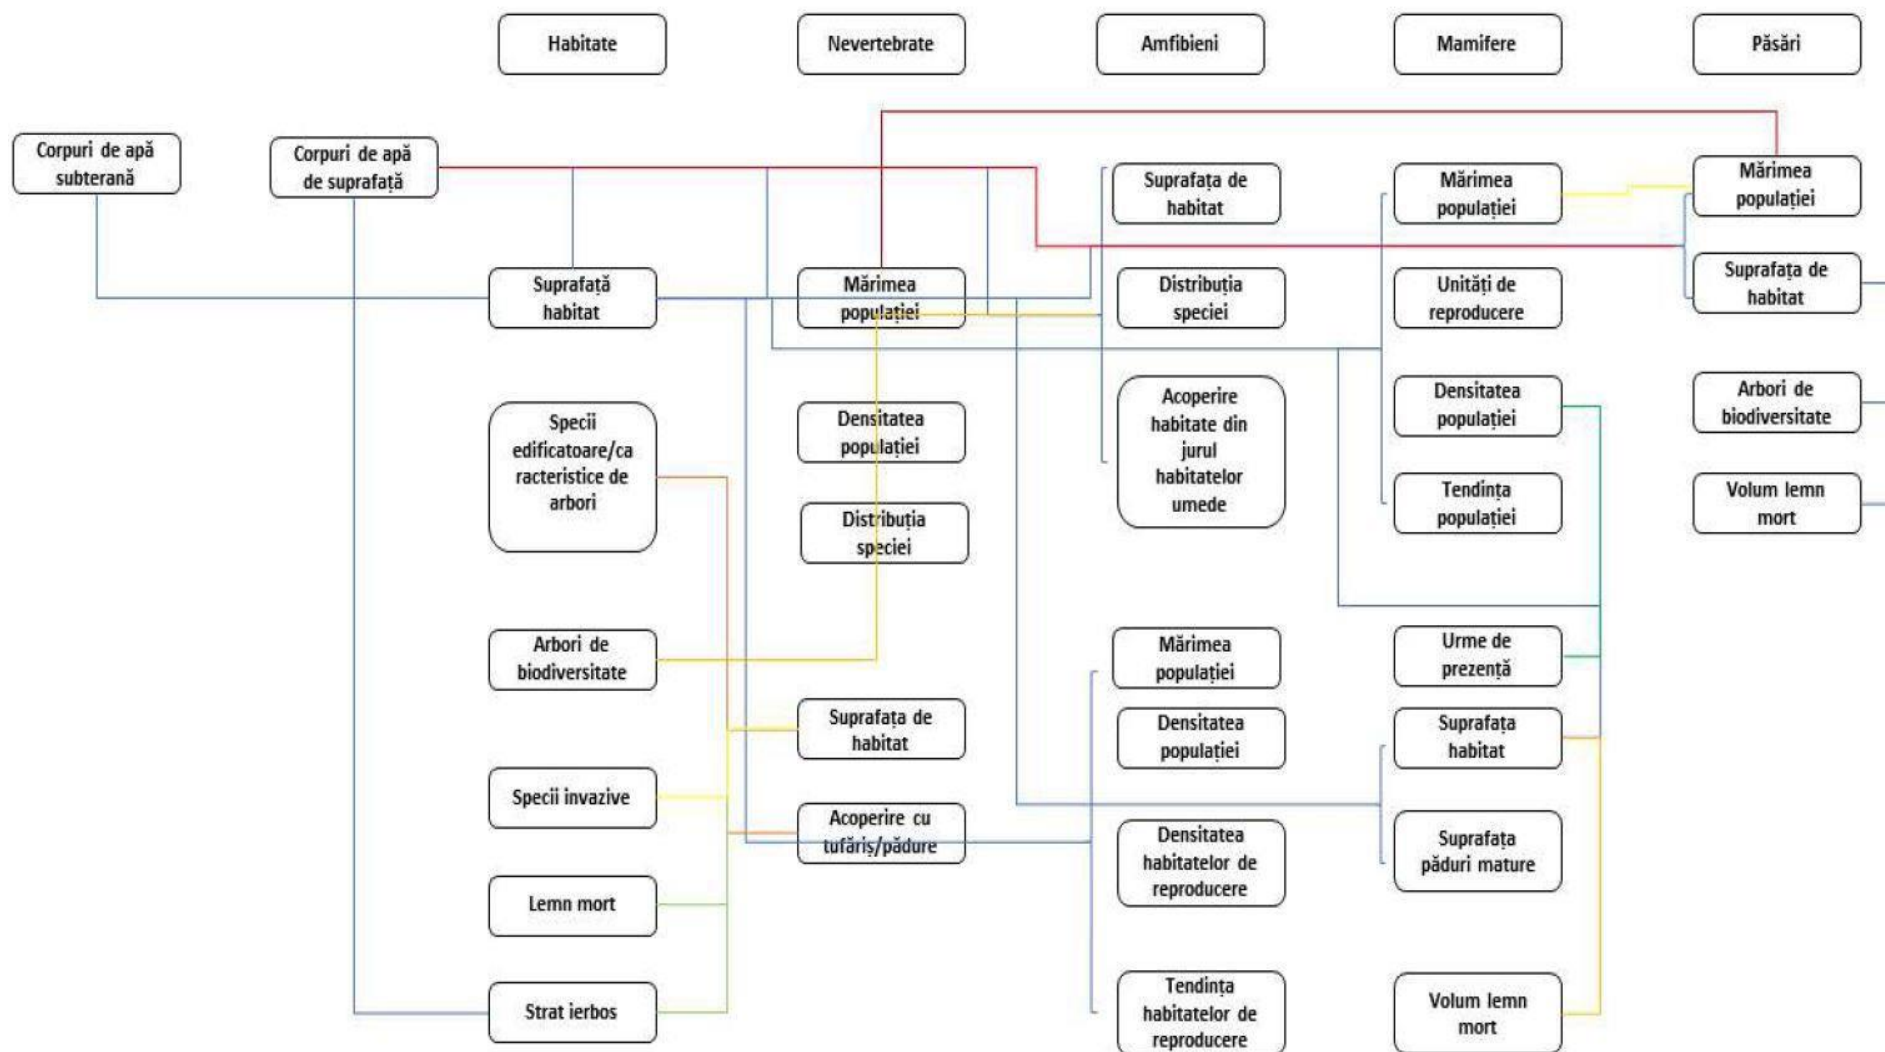 Habitate
Nevertebrate
Amfibieni
Mamifere
Păsări
Corpuri de apă
subterană
Corpuri de apă
de suprafață
Suprafață
habitat
Specii
edificatoare/ca
racteristice de
arbori
Arbori de
biodiversitate
Specii invazive
Lemn mort
Strat ierbos
Mărimea
populației
Densitatea
populației
Distribuția
speciei
Suprafața de
habitat
Acoperire cu
tufăriș/pădure
Suprafața de
habitat
Distribuția
speciei
Acoperire
habitate din
jurul
habitatelor
umede
Mărimea
populației
Densitatea
populației
Densitatea
habitatelor de
reproducere
Tendința
habitatelor de
reproducere
Mărimea
populației
Unități de
reproducere
Densitatea
populației
Tendința
populației
Urme de
prezență
Suprafața
habitat
Suprafața
păduri mature
Volum lemn
mort
Mărimea
populației
Suprafața de
habitat
Arbori de
biodiversitate
Volum lemn
mort